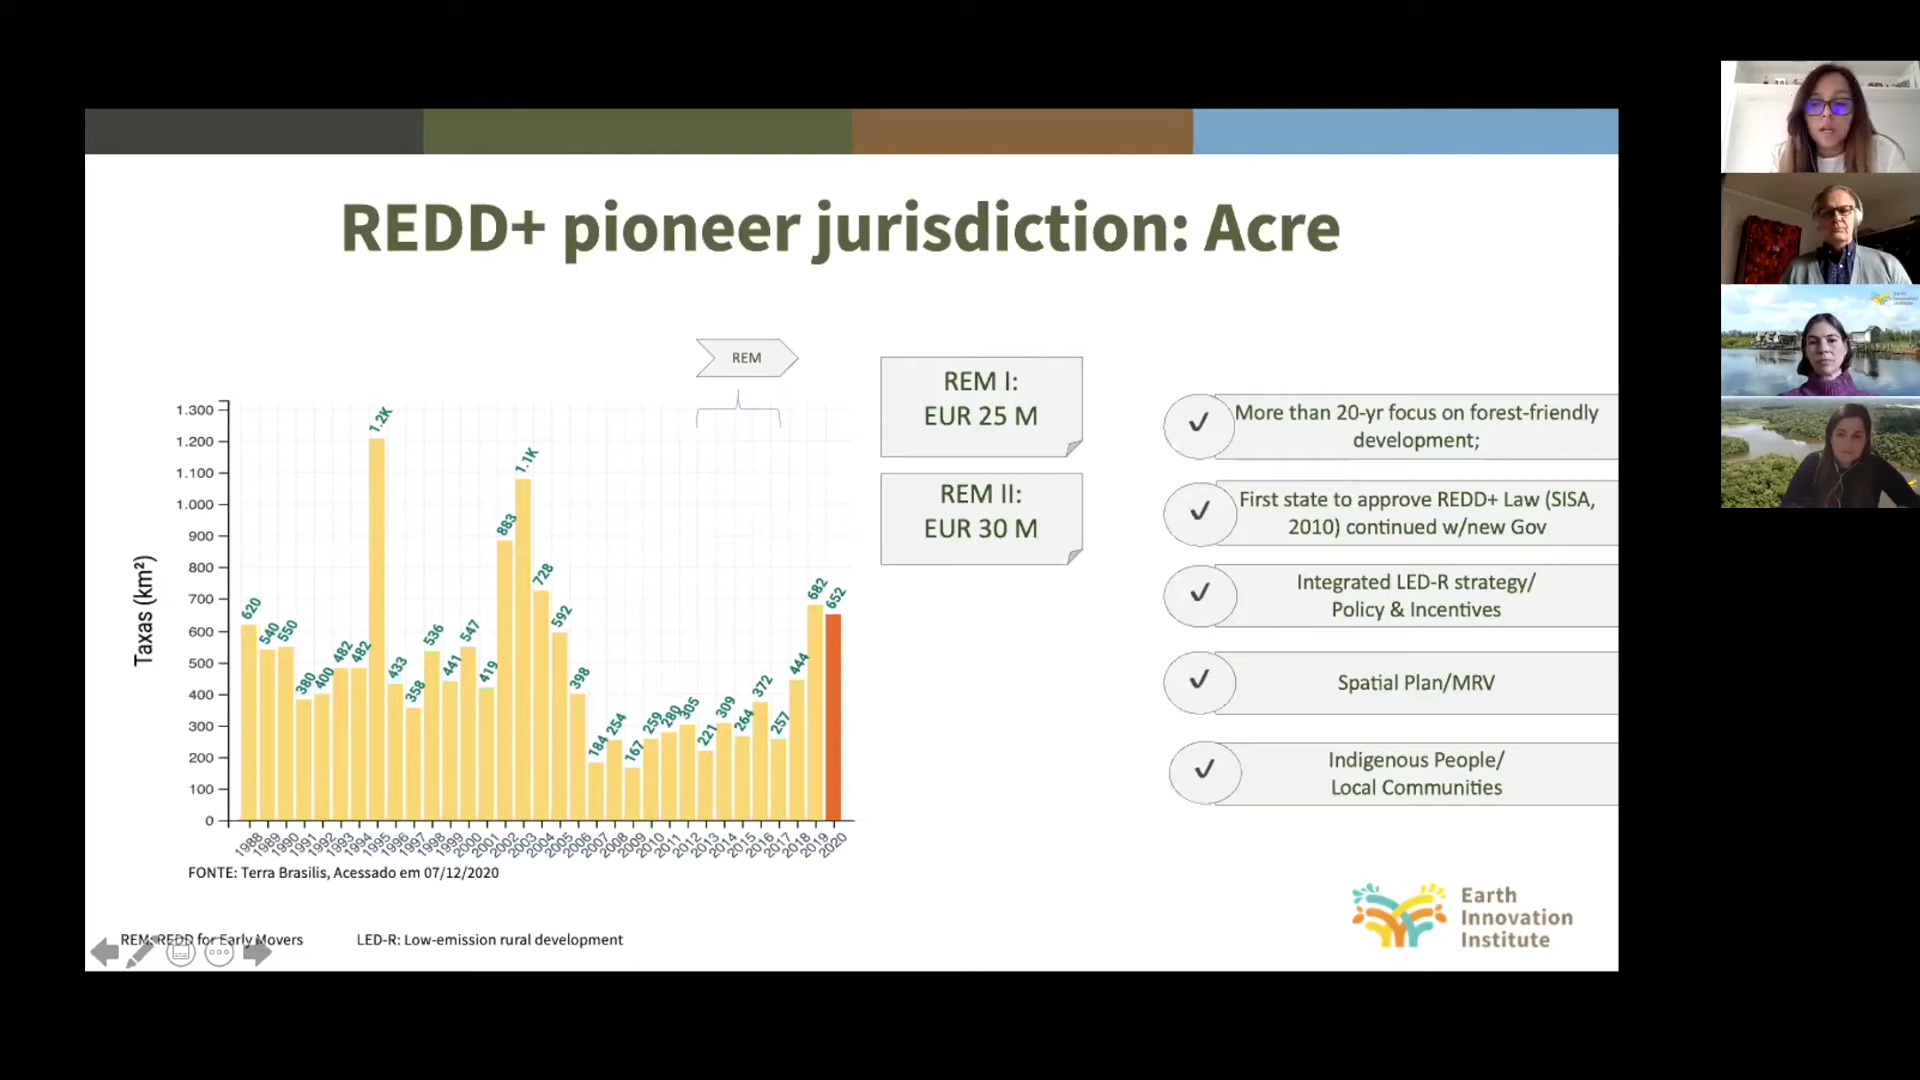 REDD+ pioneer jurisdiction: Acre
REM
REM I:
EUR 25 M
REM II:
EUR 30 M
More than 20-yr focus on forest-friendly
development;
First state to approve REDD+ Law (SISA,
2010) continued w/new Gov
Integrated LED-R strategy/
Policy & Incentives
Spatial Plan/MRV
Indigenous People/
Local Communities
Taxas (km²)
1.300
1.200
1.100
1.000
900
800
700
600
500
400
300
200
100
0
620
540
550
380
400
482
482
1.2K
433
358
536
441
547
419
883
1.1K
728
592
398
184
254
167
259
280
305
221
309
264
372
257
444
682
652
1988
1989
1990
1991
1992
1993
1994
1995
1996
1997
1998
1999
2000
2001
2002
2003
2004
2005
2006
2007
2008
2009
2010
2011
2012
2013
2014
2015
2016
2017
2018
2019
2020
FONTE: Terra Brasilis, Acessado em 07/12/2020
REM: REDD for Early Movers
LED-R: Low-emission rural development
Earth
Innovation
Institute
Earth
Innovation
Institute